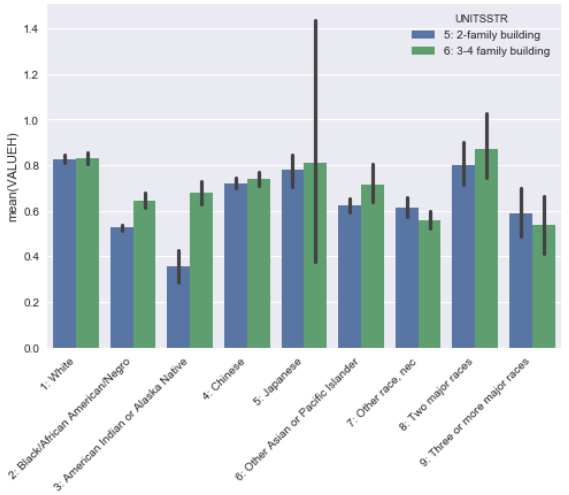 UNITSSTR
5: 2-family building
6: 3-4 family building
mean(VALUEH)
1.4
1.2
1.0
0.8
0.6
0.4
0.2
0.0
1: White
2: Black/African American/Negro
3: American Indian or Alaska Native
4: Chinese
5: Japanese
6: Other Asian or Pacific Islander
7: Other race, nec
8: Two major races
9: Three or more major races